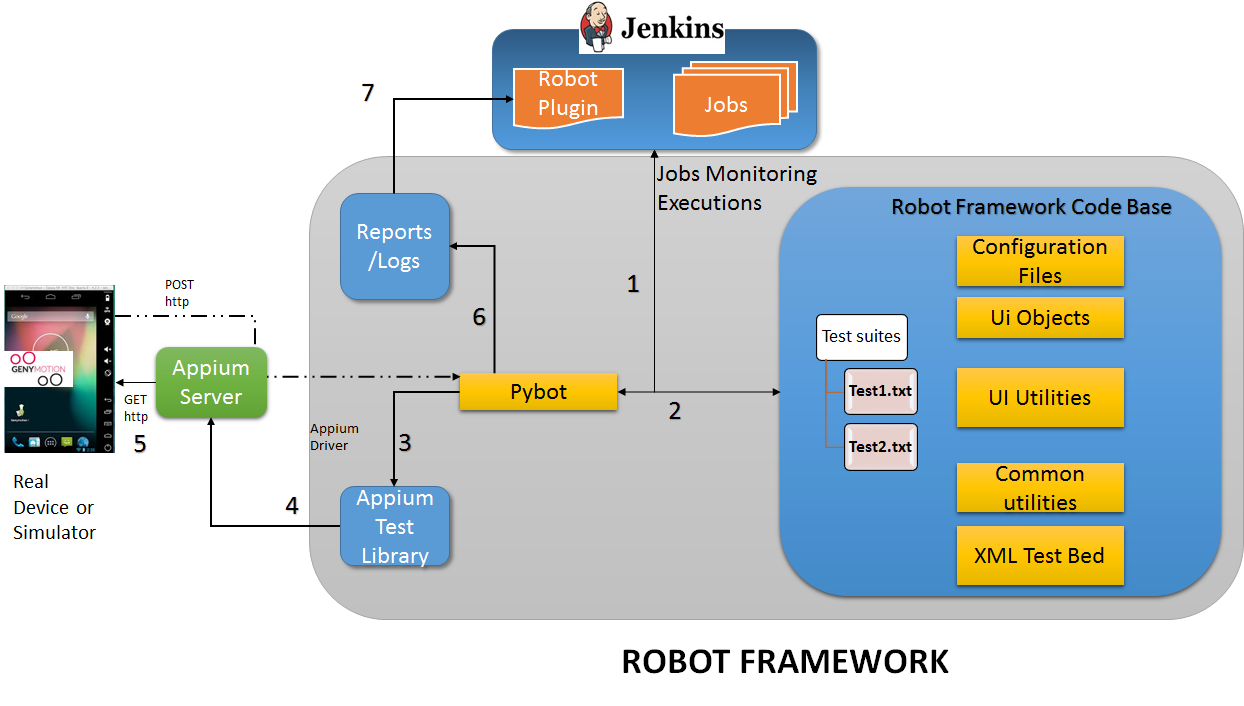 Jenkins
Robot
Plugin
Jobs
7
Jobs Monitoring
Executions
Robot Framework Code Base
Reports
/Logs
Configuration
Files
1
POST
http
6
Ui Objects
Google
Test suites
GENYMOTION
Appium
Server
Pybot
Test1.txt
UI Utilities
GET
http
2
5
Appium
Driver
3
Test2.txt
Real
Device or
Simulator
4
Appium
Test
Library
Common
utilities
XML Test Bed
ROBOT FRAMEWORK